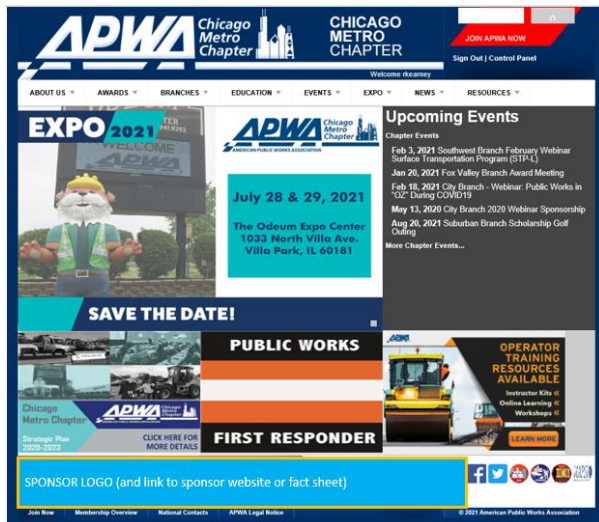 APWA
Chicago
Metro
Chapter
CHICAGO
METRO
CHAPTER
JOIN APWA NOW
Sign Out | Control Panel
Welcome rkearney
ABOUT US
AWARDS
BRANCHES
EDUCATION
EVENTS
EXPO
NEWS
RESOURCES
EXPO 2021
WELCOME
APWA
Chicago
Metro
Chapter
AMERICAN PUBLIC WORKS ASSOCIATION
July 28 & 29, 2021
The Odeum Expo Center
1033 North Villa Ave.
Villa Park, IL 60181
SAVE THE DATE!
Upcoming Events
Chapter Events
Feb 3, 2021 Southwest Branch February Webinar
Surface Transportation Program (STP-L)
Jan 20, 2021 Fox Valley Branch Award Meeting
Feb 18, 2021 City Branch - Webinar: Public Works in
"OZ" During COVID19
May 13, 2020 City Branch 2020 Webinar Sponsorship
Aug 20, 2021 Suburban Branch Scholarship Golf
Outing
More Chapter Events...
Chicago
Metro Chapter
Strategic Plan
2020-2023
APWA
Chicago
Metro
Chapter
CLICK HERE FOR
MORE DETAILS
PUBLIC WORKS
FIRST RESPONDER
APWA
OPERATOR
TRAINING
RESOURCES
AVAILABLE
Instructor Kits «
Online Learning «
Workshops «
LEARN MORE
SPONSOR LOGO (and link to sponsor website or fact sheet)
Join Now
Membership Overview
National Contacts
APWA Legal Notice
© 2021 American Public Works Association